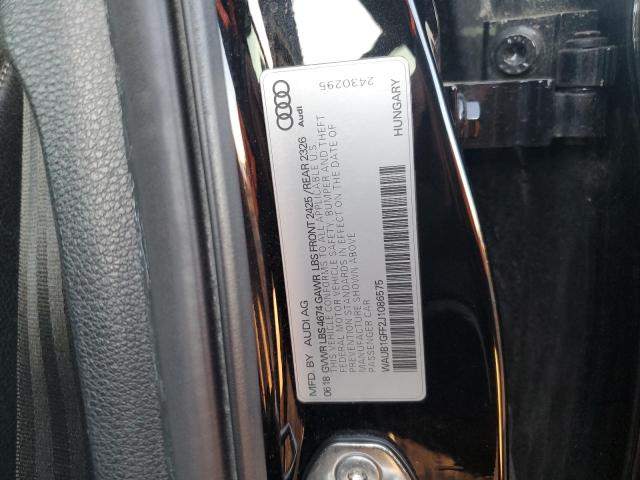 MFD. BY AUDI AG
0618 GVWR LBS 4674 GAWR LBS FRONT 2425 / REAR 2326
THIS VEHICLE CONFORMS TO ALL APPLICABLE U.S.
FEDERAL MOTOR VEHICLE SAFETY, BUMPER AND THEFT
PREVENTION STANDARDS IN EFFECT ON THE DATE OF
MANUFACTURE SHOWN ABOVE
PASSENGER CAR
WAUB1GFF2J1086575
HUNGARY
Audi
2430295